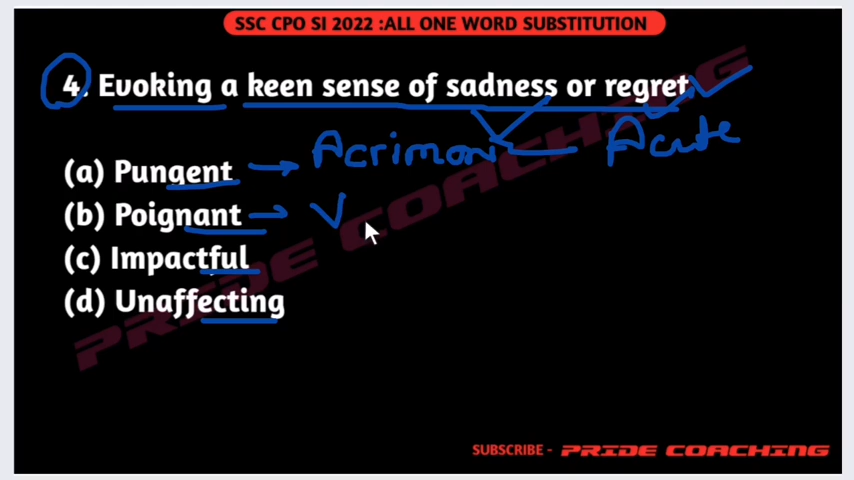 SSC CPO SI 2022 :ALL ONE WORD SUBSTITUTION
4. Evoking a keen sense of sadness or regret
(a) Pungent → Acrimoni Acute
(b) Poignant → V
(c) Impactful
(d) Unaffecting
PRIDE COACHING
SUBSCRIBE - PRIDE COACHING